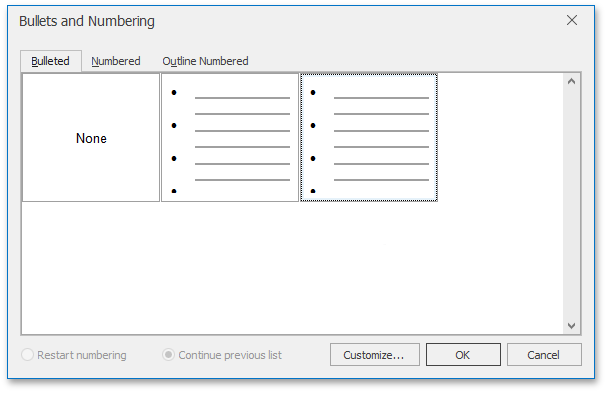 Bullets and Numbering
Bulleted Numbered Outline Numbered
None
Restart numbering Continue previous list Customize... OK Cancel